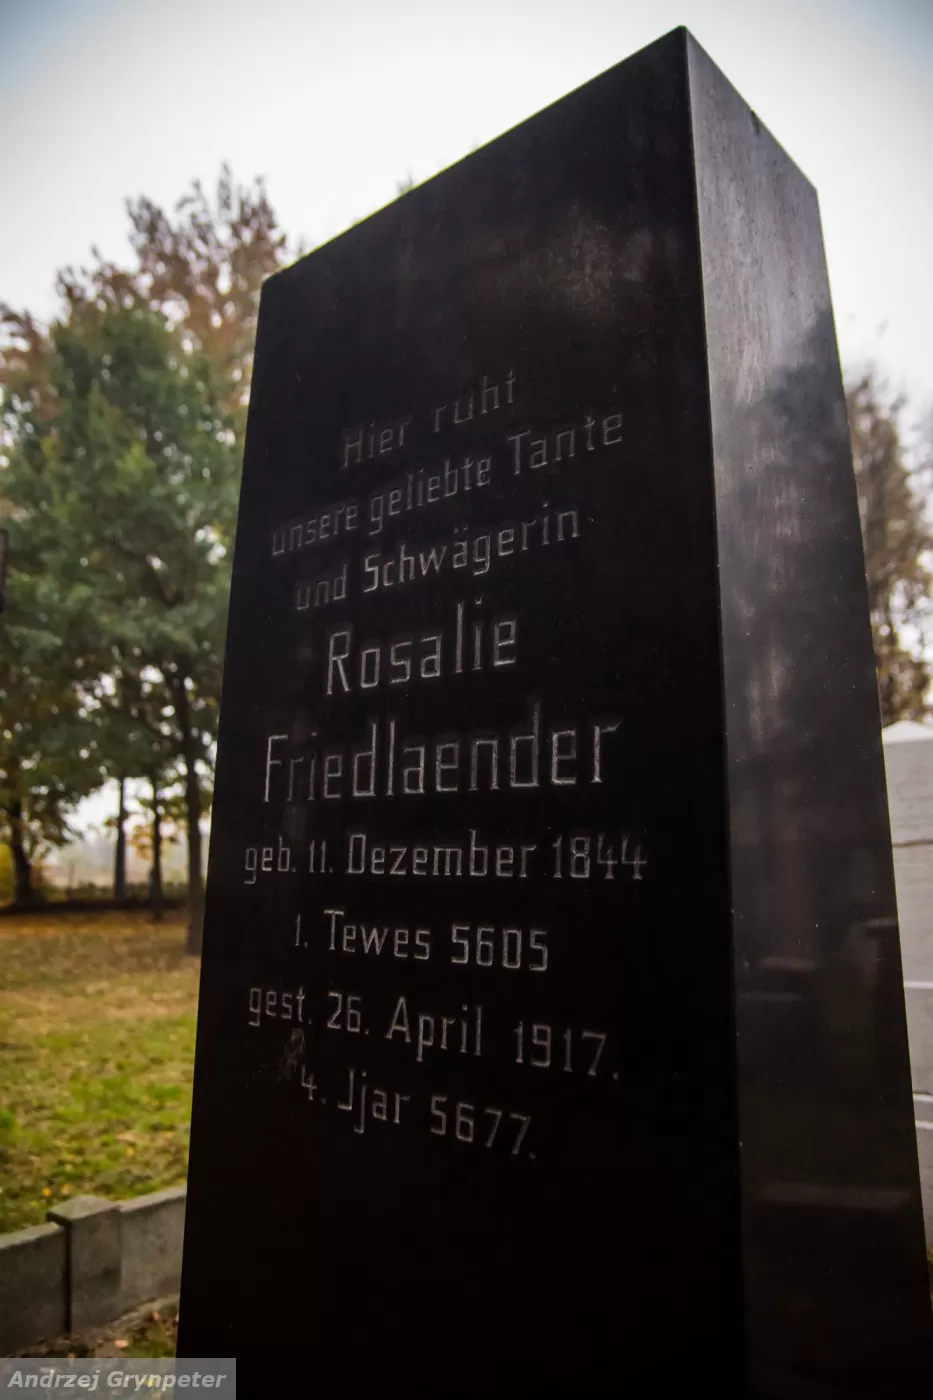 Hier ruht
unsere geliebte Tante
und Schwägerin
Rosalie
Friedlaender
geb. 11. Dezember 1844
1. Tewes 5605
gest. 26. April 1917.
4. Jjar 5677.
Andrzej Grynpeter